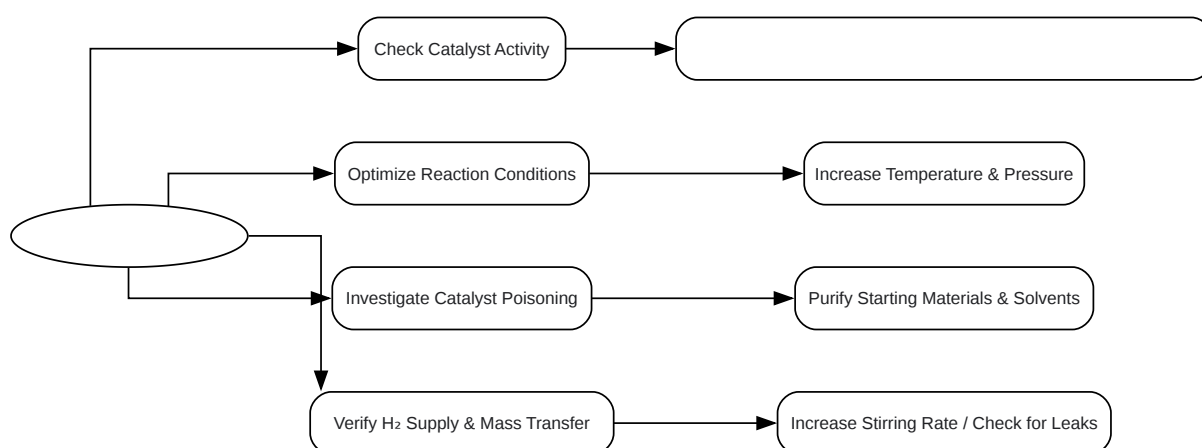 Check Catalyst Activity
Optimize Reaction Conditions
Increase Temperature & Pressure
Investigate Catalyst Poisoning
Purify Starting Materials & Solvents
Verify H₂ Supply & Mass Transfer
Increase Stirring Rate / Check for Leaks